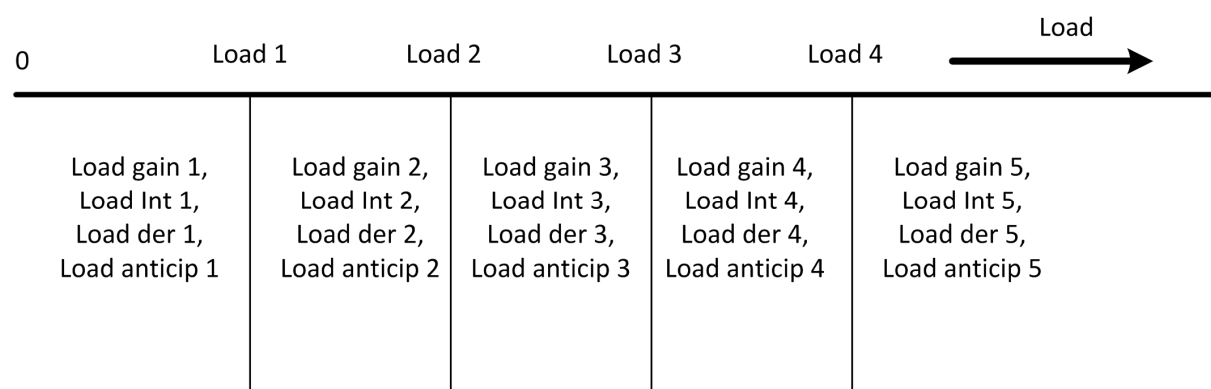 0
Load 1
Load 2
Load 3
Load 4
Load
Load gain 1,
Load Int 1,
Load der 1,
Load anticip 1
Load gain 2,
Load Int 2,
Load der 2,
Load anticip 2
Load gain 3,
Load Int 3,
Load der 3,
Load anticip 3
Load gain 4,
Load Int 4,
Load der 4,
Load anticip 4
Load gain 5,
Load Int 5,
Load der 5,
Load anticip 5